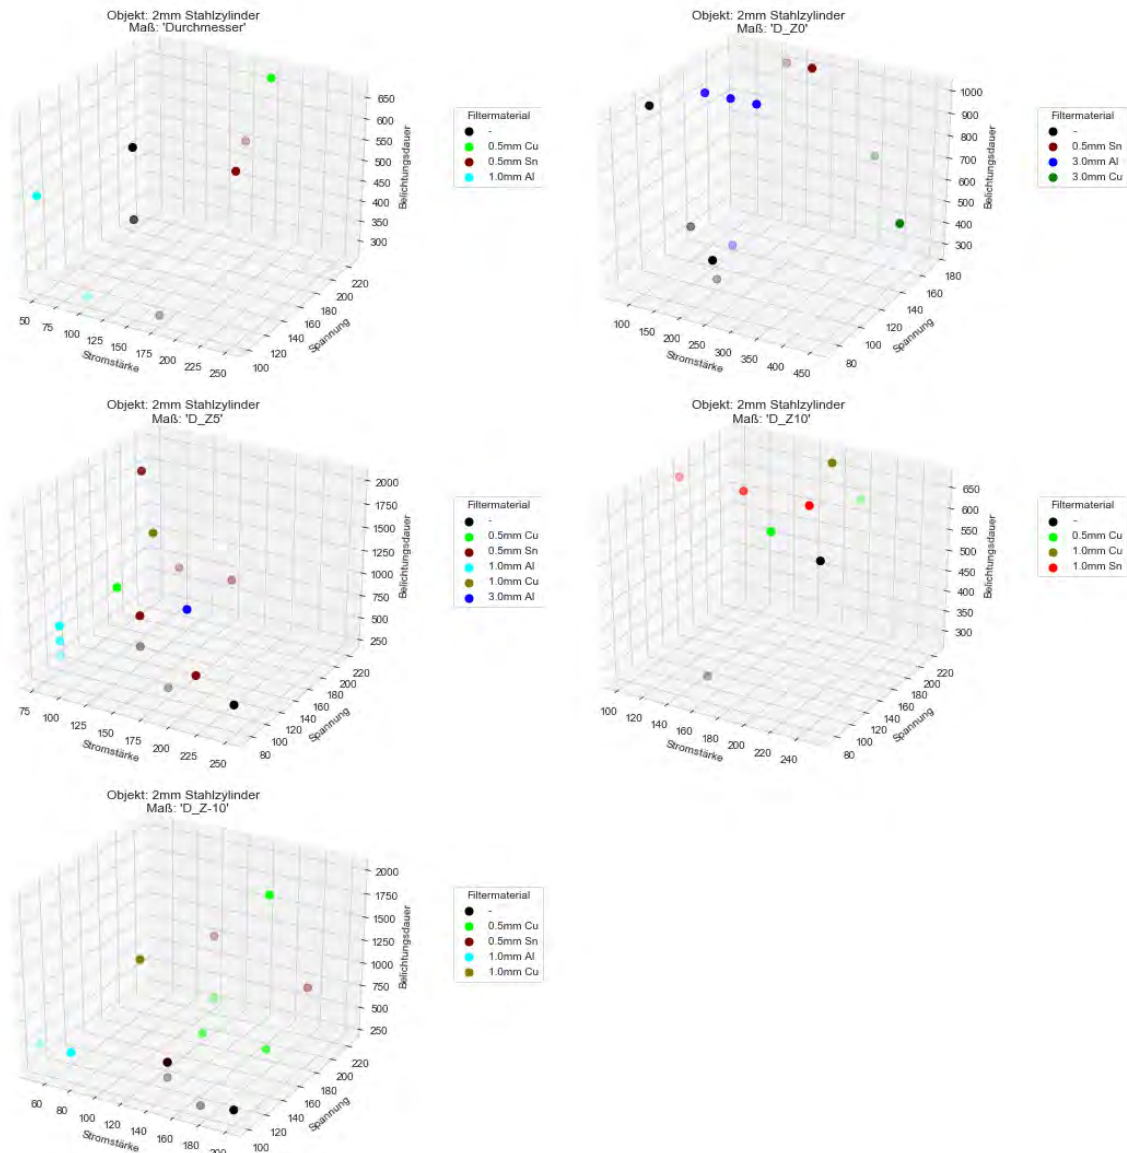 Objekt: 2mm Stahlzylinder
Maß: 'Durchmesser'
650
600
550
500
450
400
350
300
Belichtungsdauer
50 75 100 125 150 175 200 225 250
Stromstärke
100 120 140 160 180 200 220
Spannung
Filtermaterial
-
0.5mm Cu
0.5mm Sn
1.0mm Al
Objekt: 2mm Stahlzylinder
Maß: 'D_Z0'
1000
900
800
700
600
500
400
300
Belichtungsdauer
100 150 200 250 300 350 400 450
Stromstärke
80 100 120 140 160 180
Spannung
Filtermaterial
-
0.5mm Sn
3.0mm Al
3.0mm Cu
Objekt: 2mm Stahlzylinder
Maß: 'D_Z5'
2000
1750
1500
1250
1000
750
500
250
Belichtungsdauer
75 100 125 150 175 200 225 250
Stromstärke
80 100 120 140 160 180 200 220
Spannung
Filtermaterial
-
0.5mm Cu
0.5mm Sn
1.0mm Al
1.0mm Cu
3.0mm Al
Objekt: 2mm Stahlzylinder
Maß: 'D_Z10'
650
600
550
500
450
400
350
300
Belichtungsdauer
100 120 140 160 180 200 220 240
Stromstärke
80 100 120 140 160 180 200 220
Spannung
Filtermaterial
-
0.5mm Cu
1.0mm Cu
1.0mm Sn
Objekt: 2mm Stahlzylinder
Maß: 'D_Z-10'
2000
1750
1500
1250
1000
750
500
250
Belichtungsdauer
60 80 100 120 140 160 180 200
Stromstärke
100 120 140 160 180 200 220
Spannung
Filtermaterial
-
0.5mm Cu
0.5mm Sn
1.0mm Al
1.0mm Cu